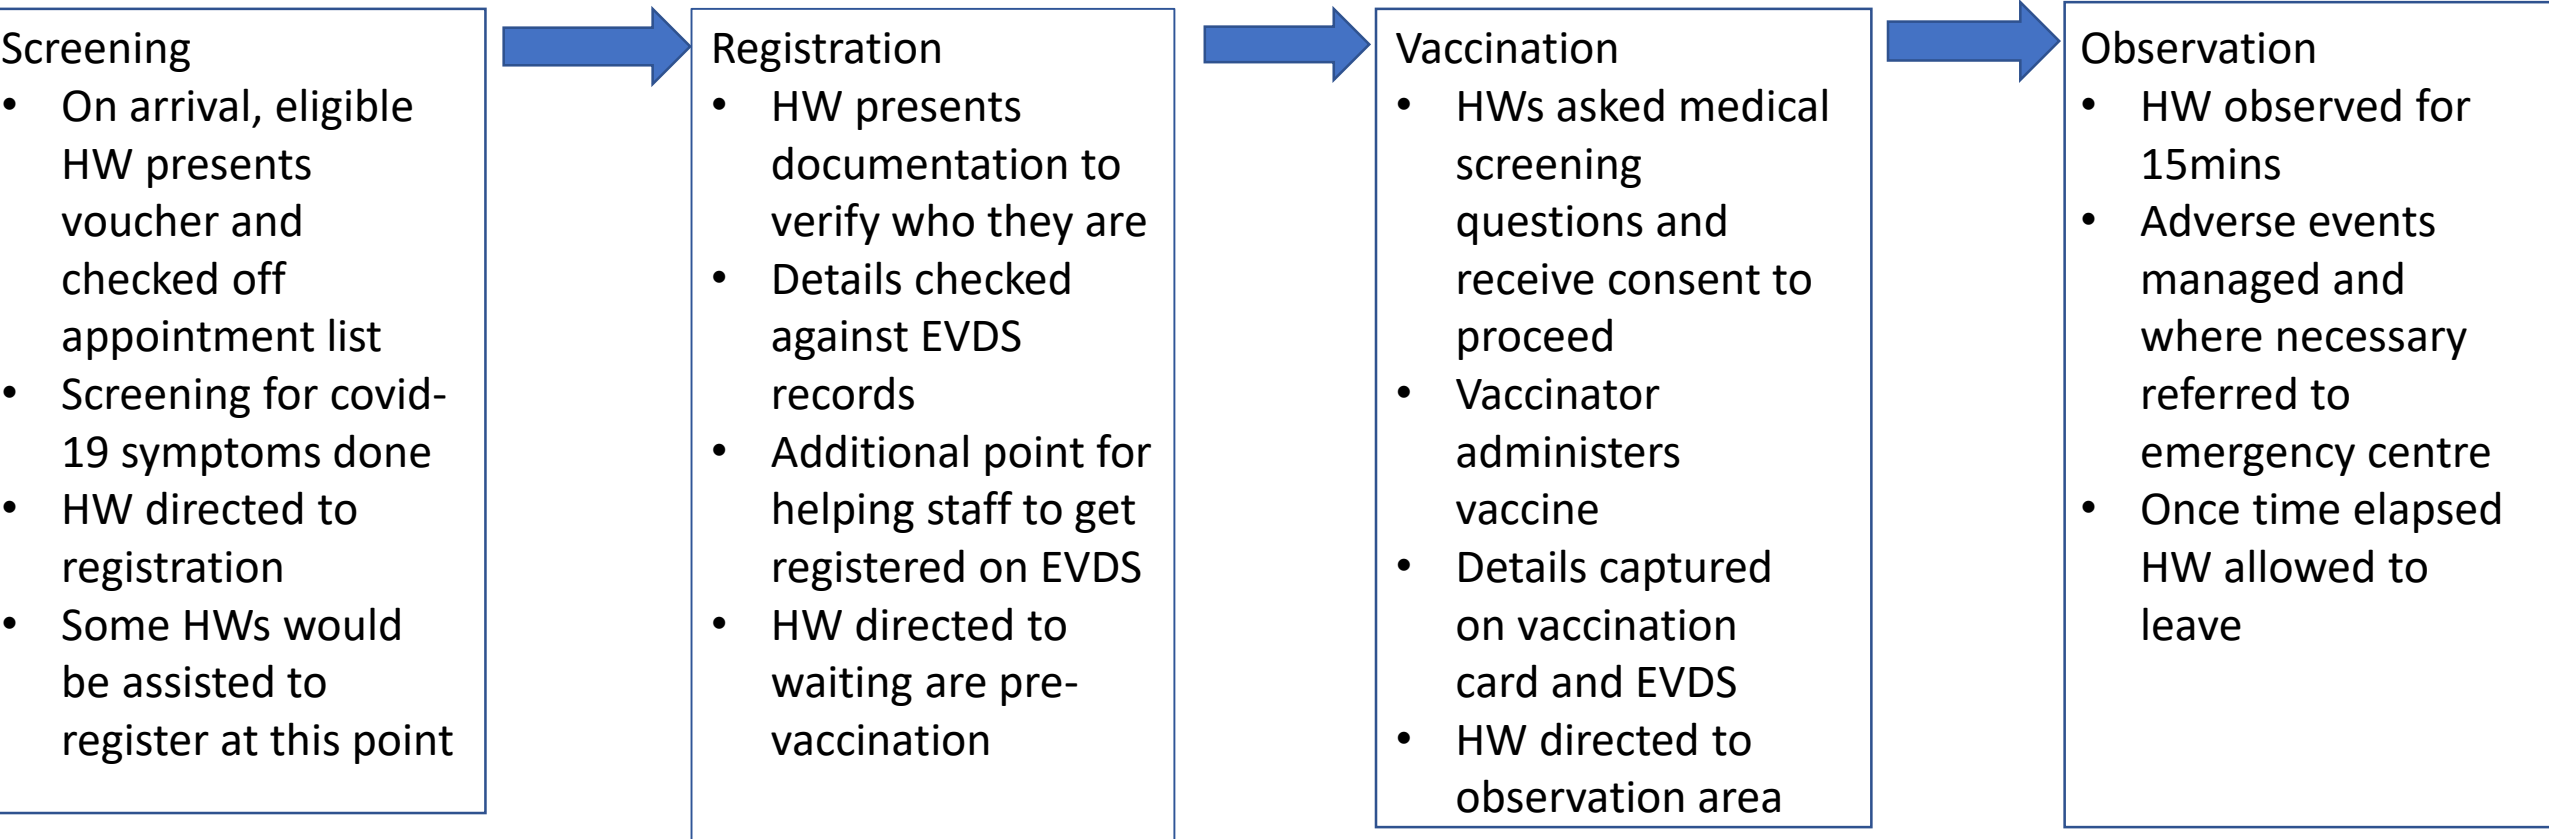 Screening
• On arrival, eligible
HW presents
voucher and
checked off
appointment list
• Screening for covid-
19 symptoms done
• HW directed to
registration
• Some HWs would
be assisted to
register at this point
Registration
• HW presents
documentation to
verify who they are
• Details checked
against EVDS
records
• Additional point for
helping staff to get
registered on EVDS
• HW directed to
waiting are pre-
vaccination
Vaccination
• HWs asked medical
screening
questions and
receive consent to
proceed
• Vaccinator
administers
vaccine
• Details captured
on vaccination
card and EVDS
• HW directed to
observation area
Observation
• HW observed for
15mins
• Adverse events
managed and
where necessary
referred to
emergency centre
• Once time elapsed
HW allowed to
leave